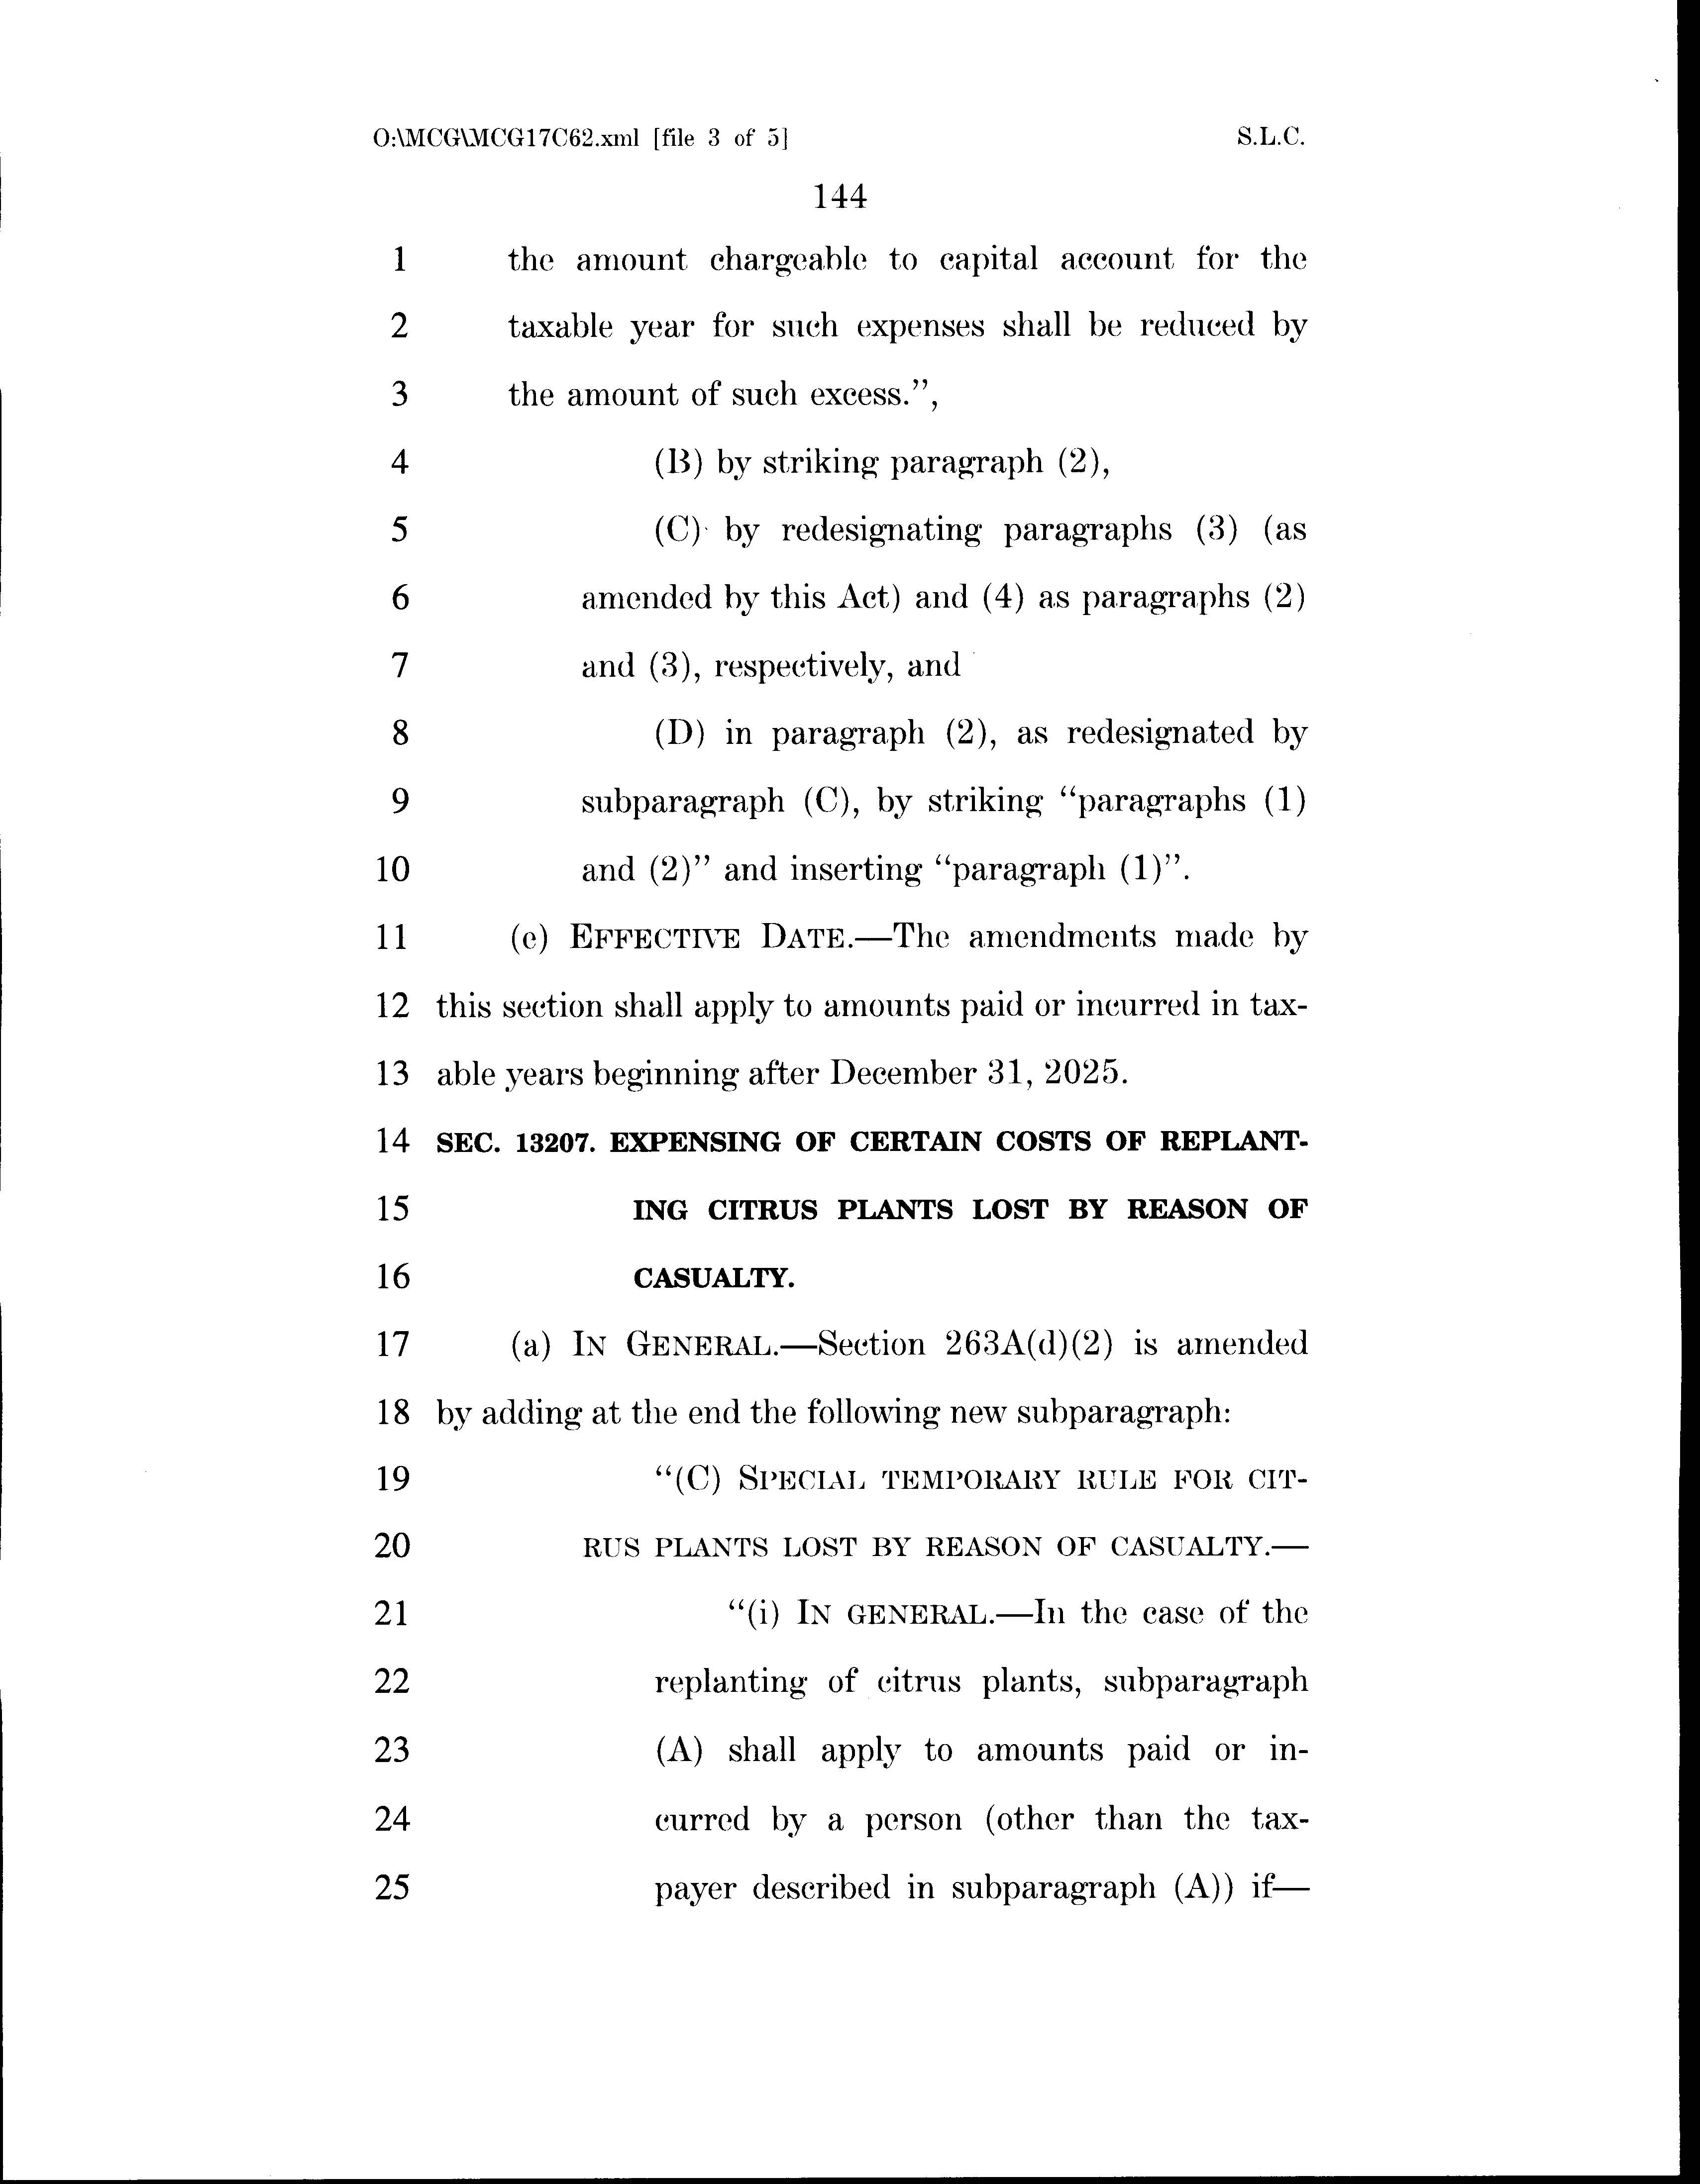 O:\MCG\MCG17C62.xml [file 3 of 5] S.L.C.
144
1 the amount chargeable to capital account for the
2 taxable year for such expenses shall be reduced by
3 the amount of such excess.”,
4 (B) by striking paragraph (2),
5 (C) by redesignating paragraphs (3) (as
6 amended by this Act) and (4) as paragraphs (2)
7 and (3), respectively, and
8 (D) in paragraph (2), as redesignated by
9 subparagraph (C), by striking “paragraphs (1)
10 and (2)” and inserting “paragraph (1)”.
11 (c) EFFECTIVE DATE.—The amendments made by
12 this section shall apply to amounts paid or incurred in tax-
13 able years beginning after December 31, 2025.
14 SEC. 13207. EXPENSING OF CERTAIN COSTS OF REPLANT-
15 ING CITRUS PLANTS LOST BY REASON OF
16 CASUALTY.
17 (a) IN GENERAL.—Section 263A(d)(2) is amended
18 by adding at the end the following new subparagraph:
19 “(C) SPECIAL TEMPORARY RULE FOR CIT-
20 RUS PLANTS LOST BY REASON OF CASUALTY.—
21 “(i) IN GENERAL.—In the case of the
22 replanting of citrus plants, subparagraph
23 (A) shall apply to amounts paid or in-
24 curred by a person (other than the tax-
25 payer described in subparagraph (A)) if—